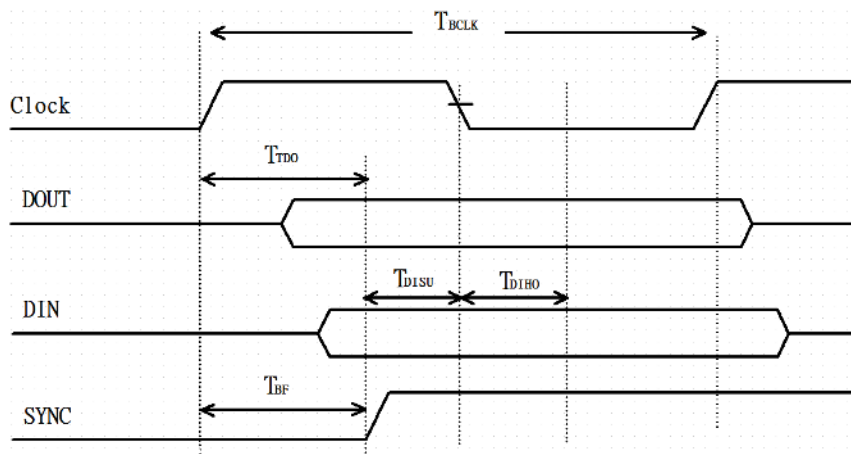 TBCLK
Clock
TTDO
DOUT
TDISU TDIHO
DIN
TBF
SYNC